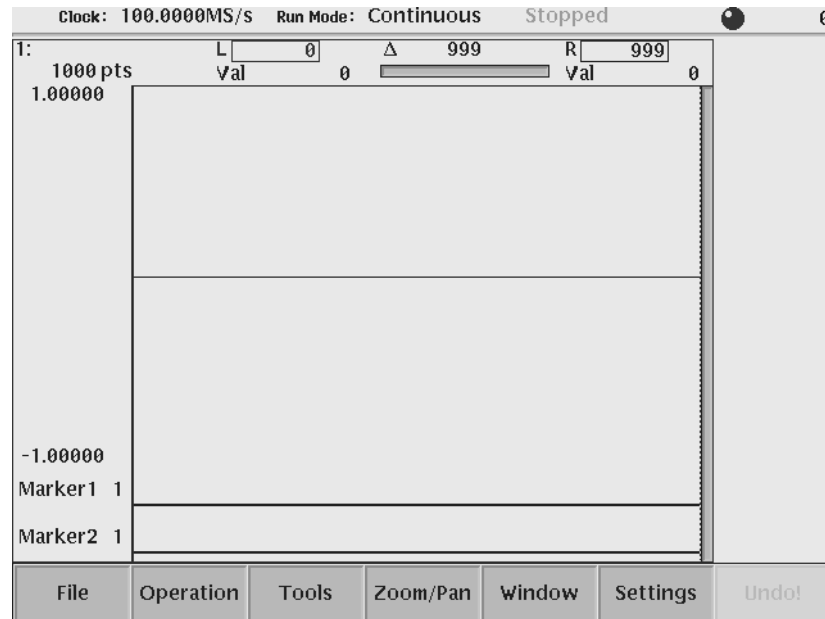 Clock: 100.0000MS/s Run Mode: Continuous Stopped
1: L 0 Δ 999 R 999
1000 pts Val 0 Val 0
1.00000
-1.00000
Marker1 1
Marker2 1
File Operation Tools Zoom/Pan Window Settings Undo!